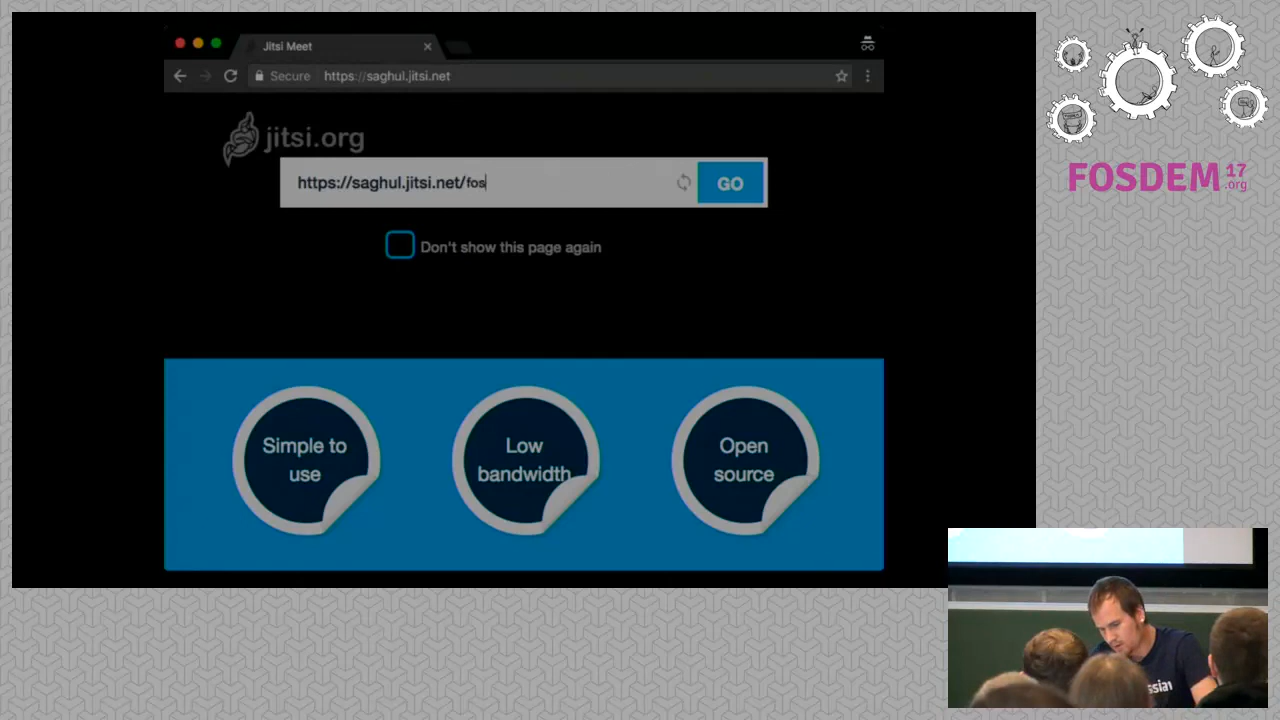 Jitsi Meet
Secure https://saghul.jitsi.net
jitsi.org
https://saghul.jitsi.net/fos
GO
Don't show this page again
Simple to
use
Low
bandwidth
Open
source
FOSDEM 17
.org